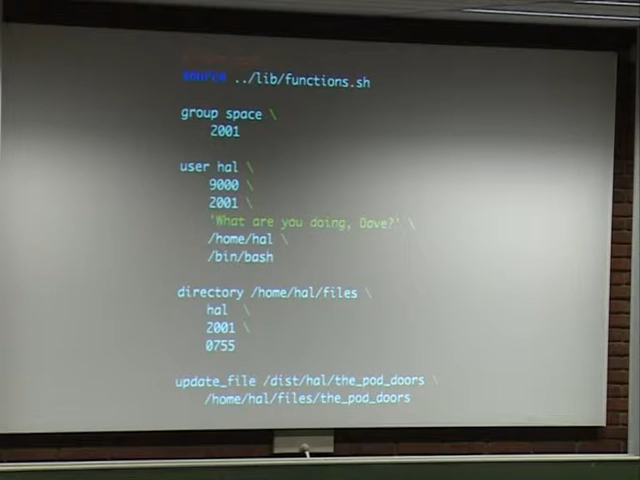 source ../lib/functions.sh
group space \
2001
user hal \
9000 \
2001 \
'What are you doing, Dave?' \
/home/hal \
/bin/bash
directory /home/hal/files \
hal \
2001 \
0755
update_file /dist/hal/the_pod_doors \
/home/hal/files/the_pod_doors